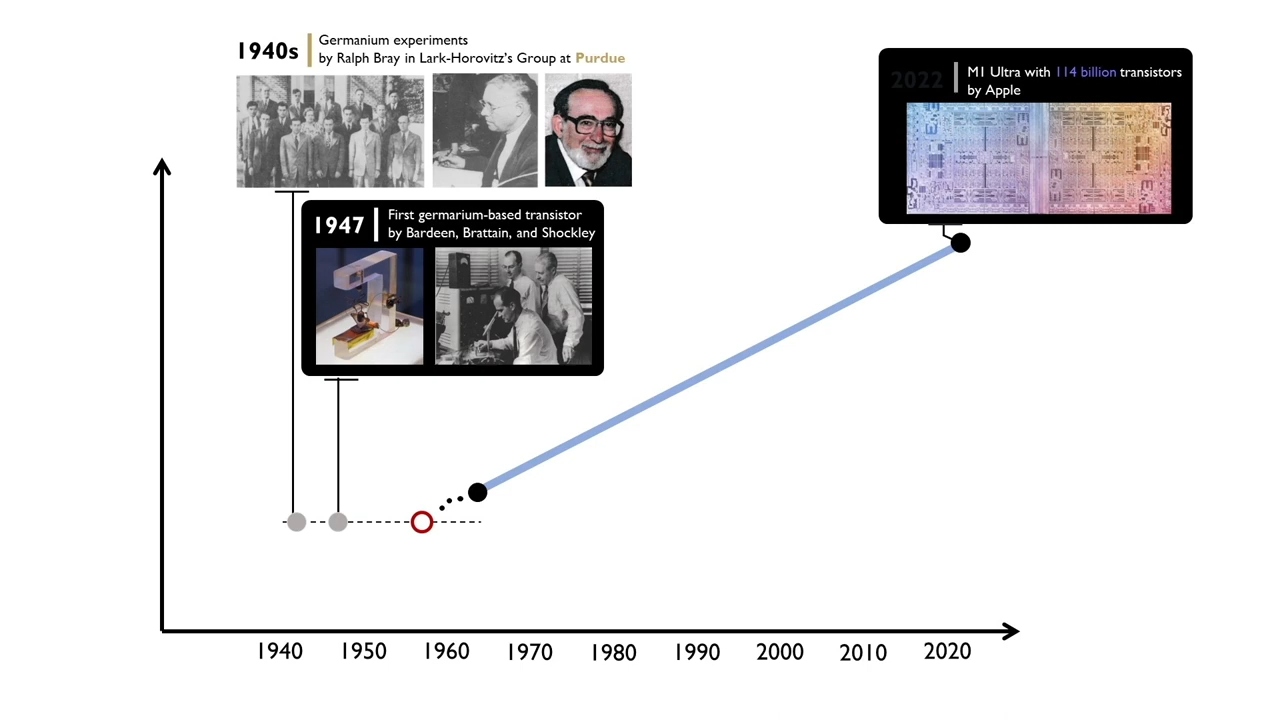 1940s
Germanium experiments
by Ralph Bray in Lark-Horovitz's Group at Purdue
1947
First germarium-based transistor
by Bardeen, Brattain, and Shockley
2022
M1 Ultra with 114 billion transistors
by Apple
1940 1950 1960 1970 1980 1990 2000 2010 2020